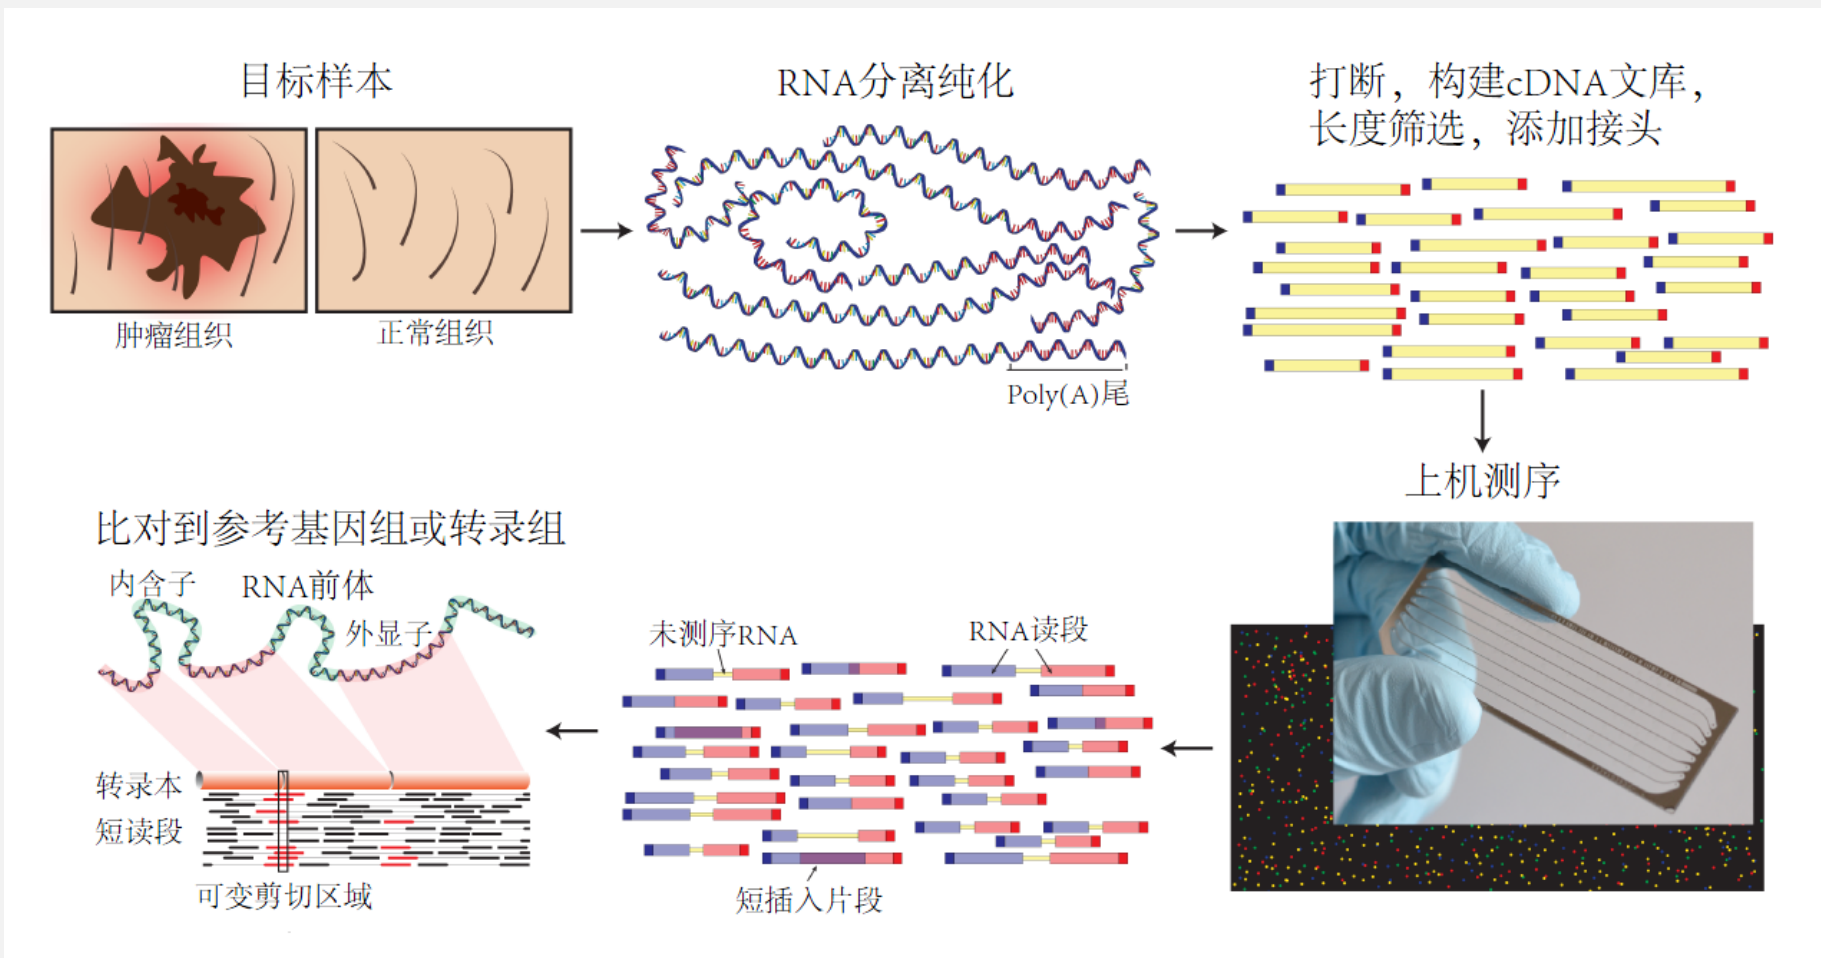 目标样本
肿瘤组织
正常组织
RNA分离纯化
Poly(A)尾
打断，构建cDNA文库，
长度筛选，添加接头
上机测序
未测序RNA
RNA读段
短插入片段
比对到参考基因组或转录组
内含子
RNA前体
外显子
转录本
短读段
可变剪切区域